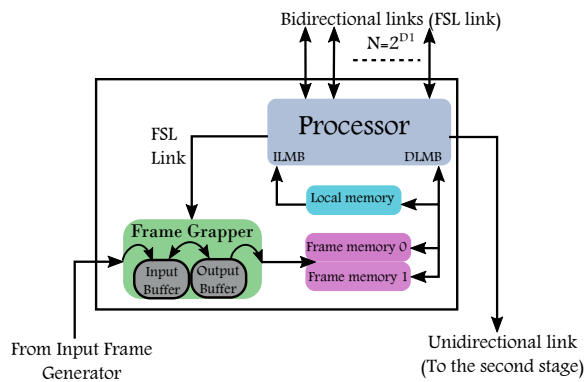 Bidirectional links (FSL link)
N=2^D1
Processor
ILMB
DLMB
FSL
Link
Local memory
Frame Grapper
Input
Buffer
Output
Buffer
Frame memory 0
Frame memory 1
From Input Frame
Generator
Unidirectional link
(To the second stage)